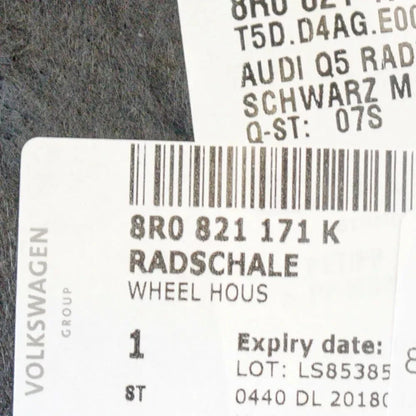 T5D.D4AG.E00
AUDI Q5 RAD
SCHWARZ M
Q-ST: 07S
8R0 821 171 K
RADSCHALE
WHEEL HOUS
1
ST
Expiry date:
LOT: LS85385
0440 DL 20180
VOLKSWAGEN
GROUP